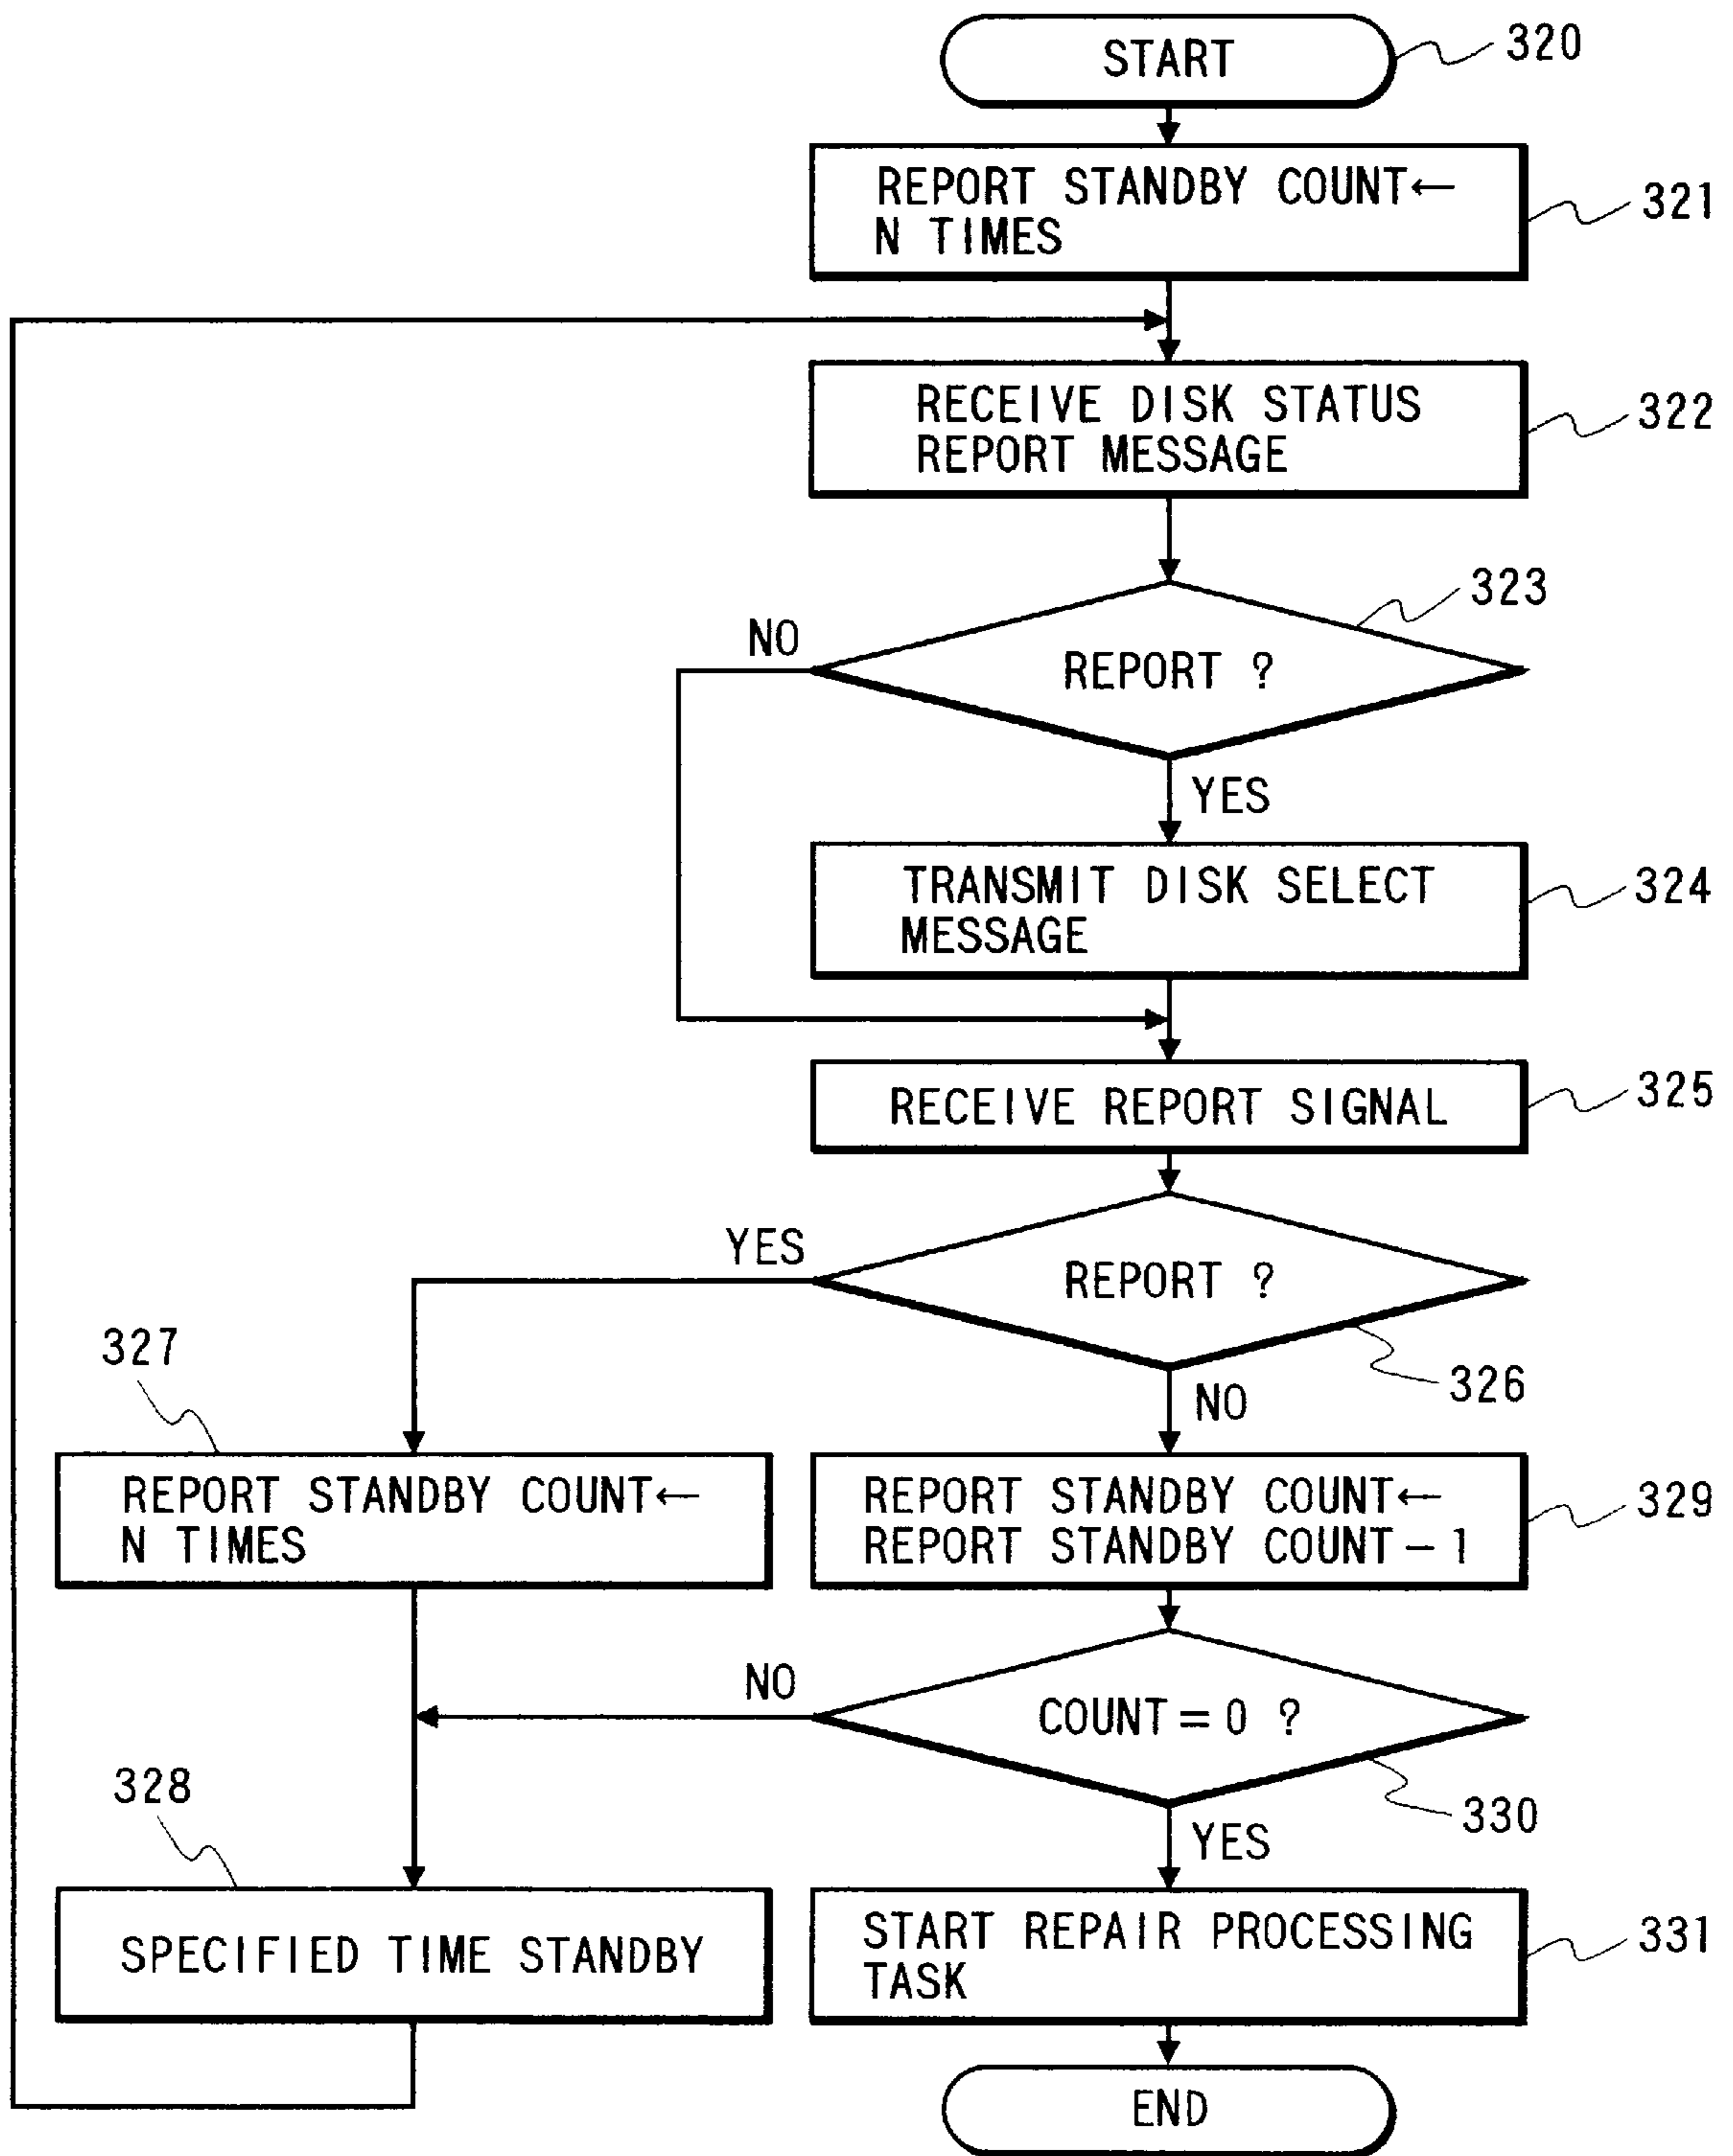 START
320
REPORT STANDBY COUNT←
N TIMES
321
RECEIVE DISK STATUS
REPORT MESSAGE
322
323
NO
REPORT ?
YES
TRANSMIT DISK SELECT
MESSAGE
324
RECEIVE REPORT SIGNAL
325
YES
REPORT ?
326
NO
327
REPORT STANDBY COUNT←
N TIMES
REPORT STANDBY COUNT←
REPORT STANDBY COUNT-1
329
NO
COUNT=0 ?
330
YES
328
SPECIFIED TIME STANDBY
START REPAIR PROCESSING
TASK
331
END